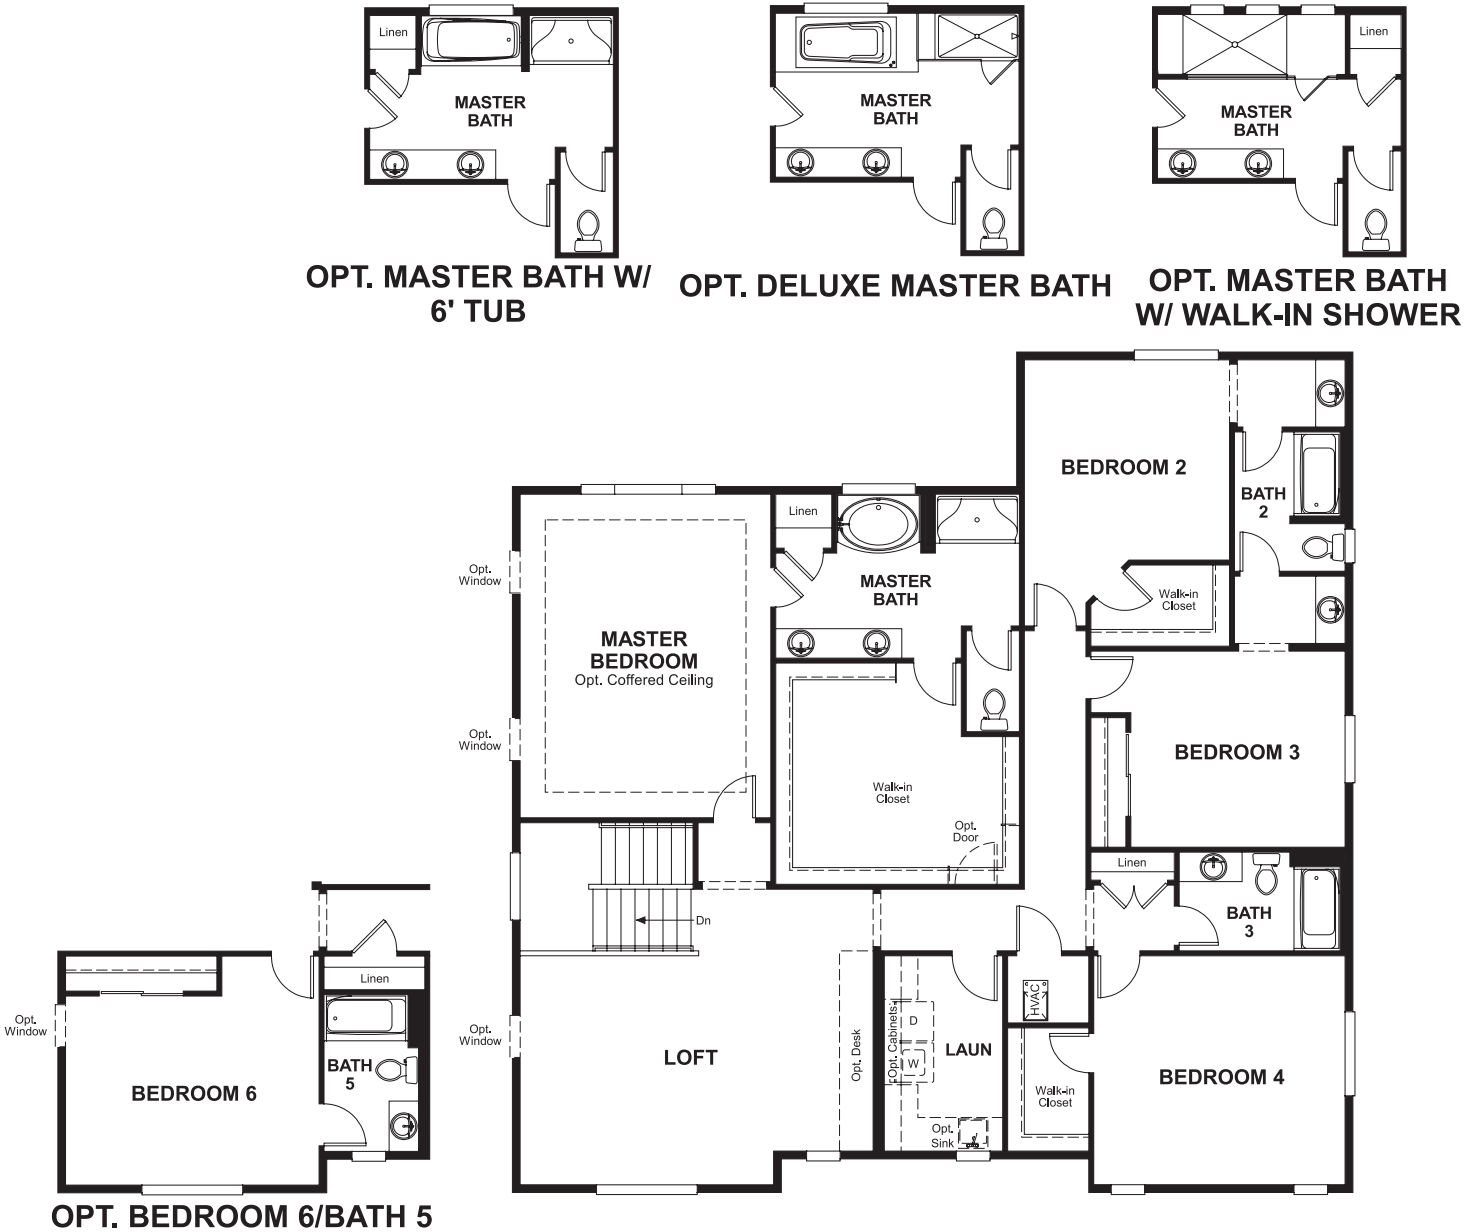 Linen
MASTER
BATH
OPT. MASTER BATH W/
6' TUB
MASTER
BATH
OPT. DELUXE MASTER BATH
Linen
MASTER
BATH
OPT. MASTER BATH
W/ WALK-IN SHOWER
BEDROOM 2
BATH
2
Walk-in
Closet
Linen
MASTER
BATH
Opt.
Window
MASTER
BEDROOM
Opt. Coffered Ceiling
Opt.
Window
Walk-in
Closet
Opt.
Door
BEDROOM 3
Linen
BATH
3
Dn
Opt.
Window
LOFT
Opt. Desk
Opt. Cabinets
D
W
LAUN
Opt.
Sink
HVAC
Walk-in
Closet
BEDROOM 4
Linen
Opt.
Window
BATH
5
BEDROOM 6
OPT. BEDROOM 6/BATH 5